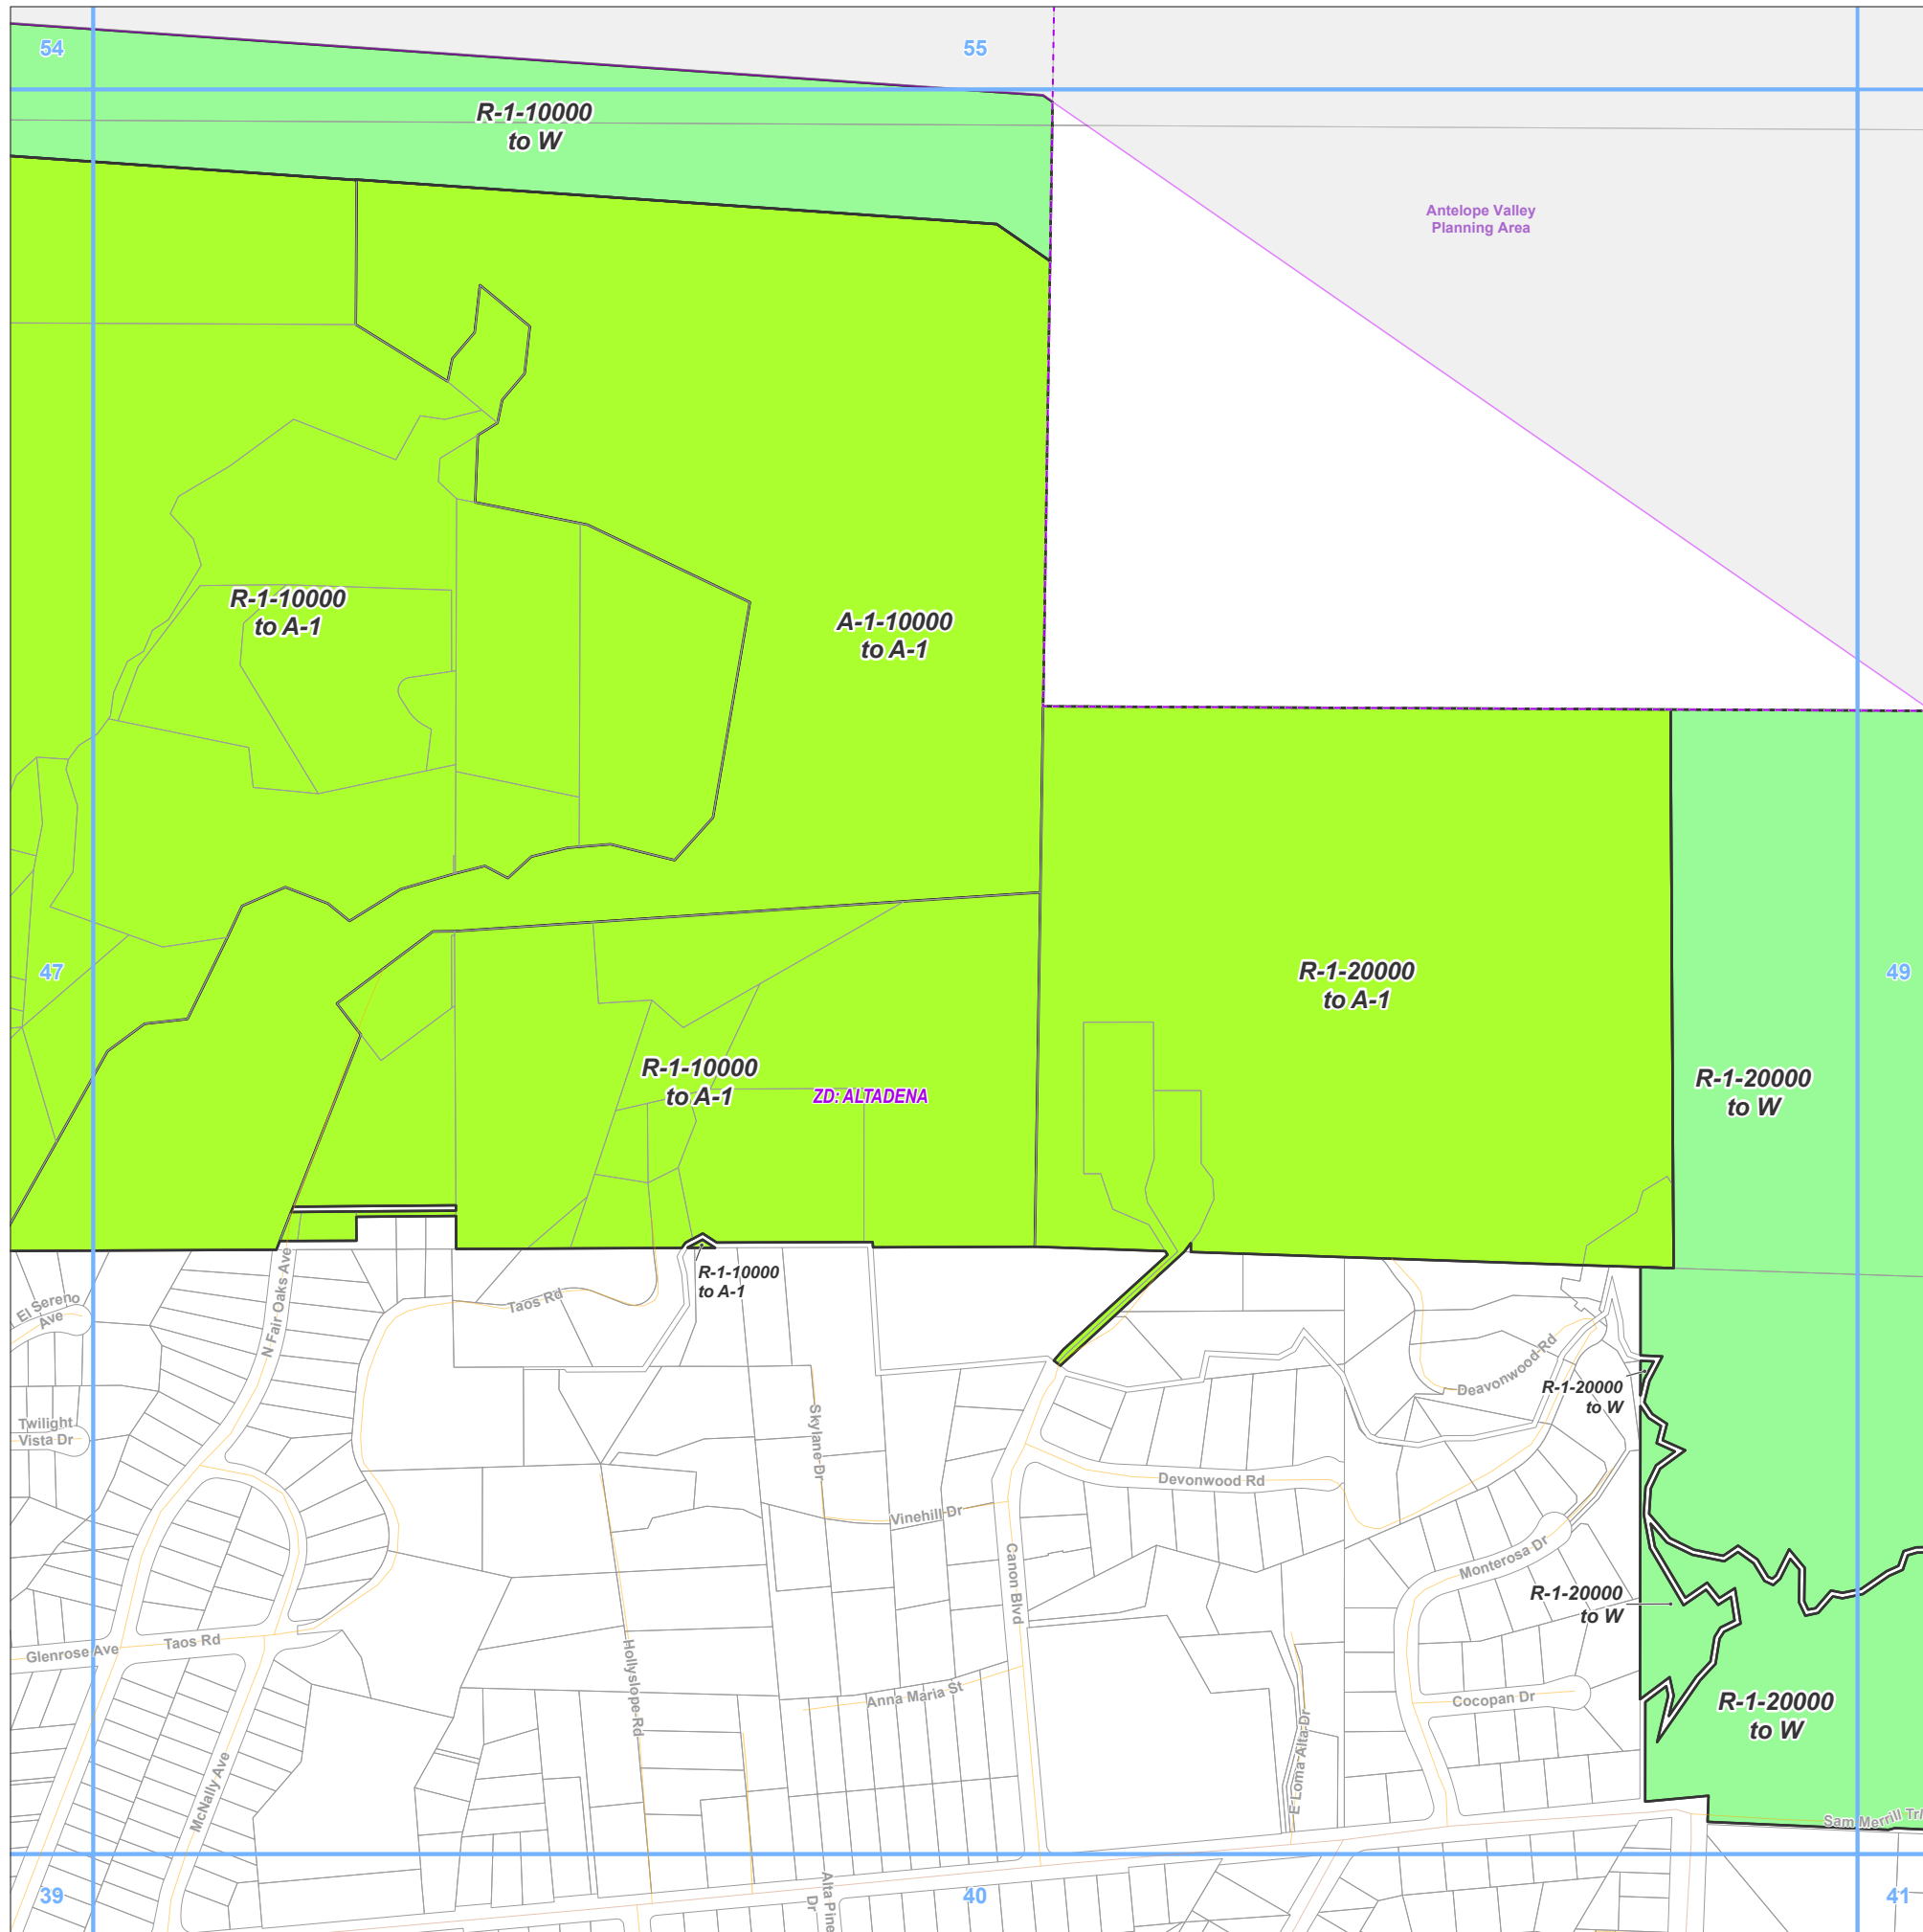 54
55
R-1-10000
to W
Antelope Valley
Planning Area
R-1-10000
to A-1
A-1-10000
to A-1
47
R-1-20000
to A-1
49
R-1-10000
to A-1
ZD: ALTADENA
R-1-20000
to W
R-1-10000
to A-1
El Sereno
Ave
N Fair Oaks Ave
Taos Rd
Deavonwood Rd
R-1-20000
to W
Twilight
Vista Dr
Skylane Dr
Devonwood Rd
Vinehill Dr
Canon Blvd
Monterosa Dr
R-1-20000
to W
Glenrose Ave
Taos Rd
Hollyslope Rd
Anna Maria St
Cocopan Dr
R-1-20000
to W
McNally Ave
E Loma Alta Dr
Sam Merrill Trl
39
Alta Pine
Dr
40
41